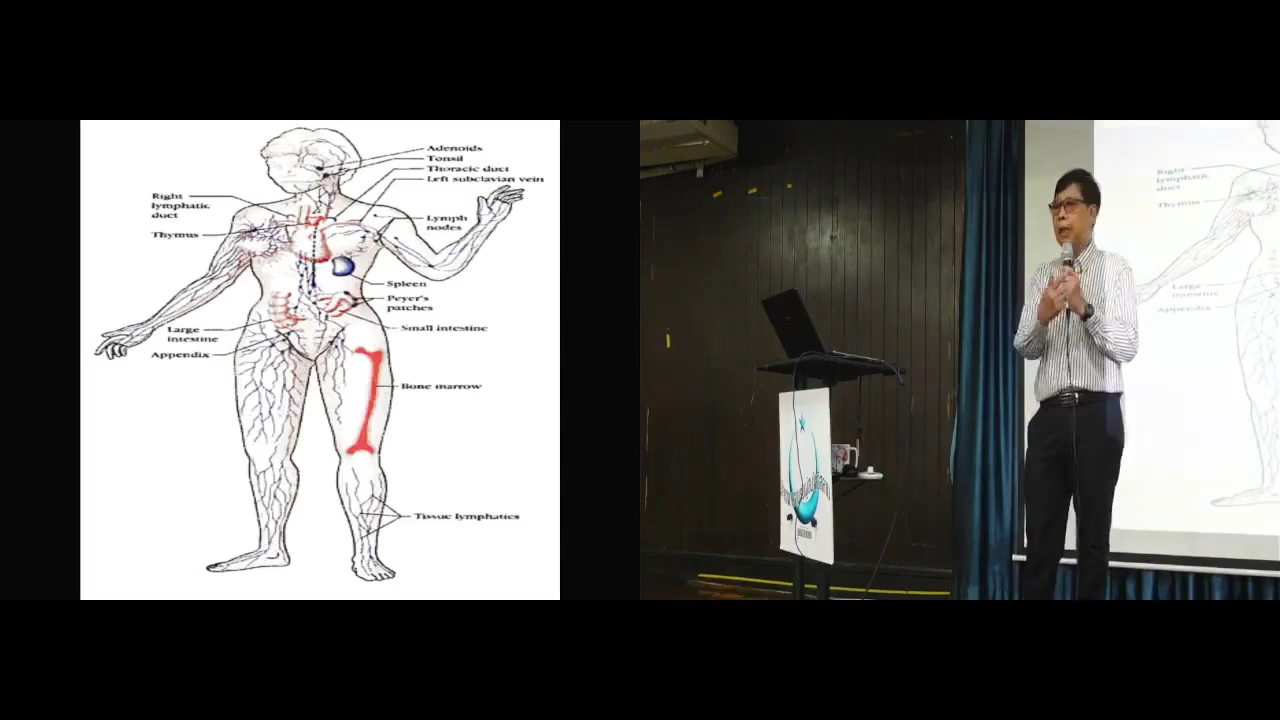 Adenoids
Tonsil
Thoracic duct
Left subclavian vein
Right
lymphatic
duct
Lymph
nodes
Thymus
Spleen
Peyer's
patches
Large
intestine
Small intestine
Appendix
Bone marrow
Tissue lymphatics
Right
lymphatic
duct
Thymus
Large
intestine
Appendix